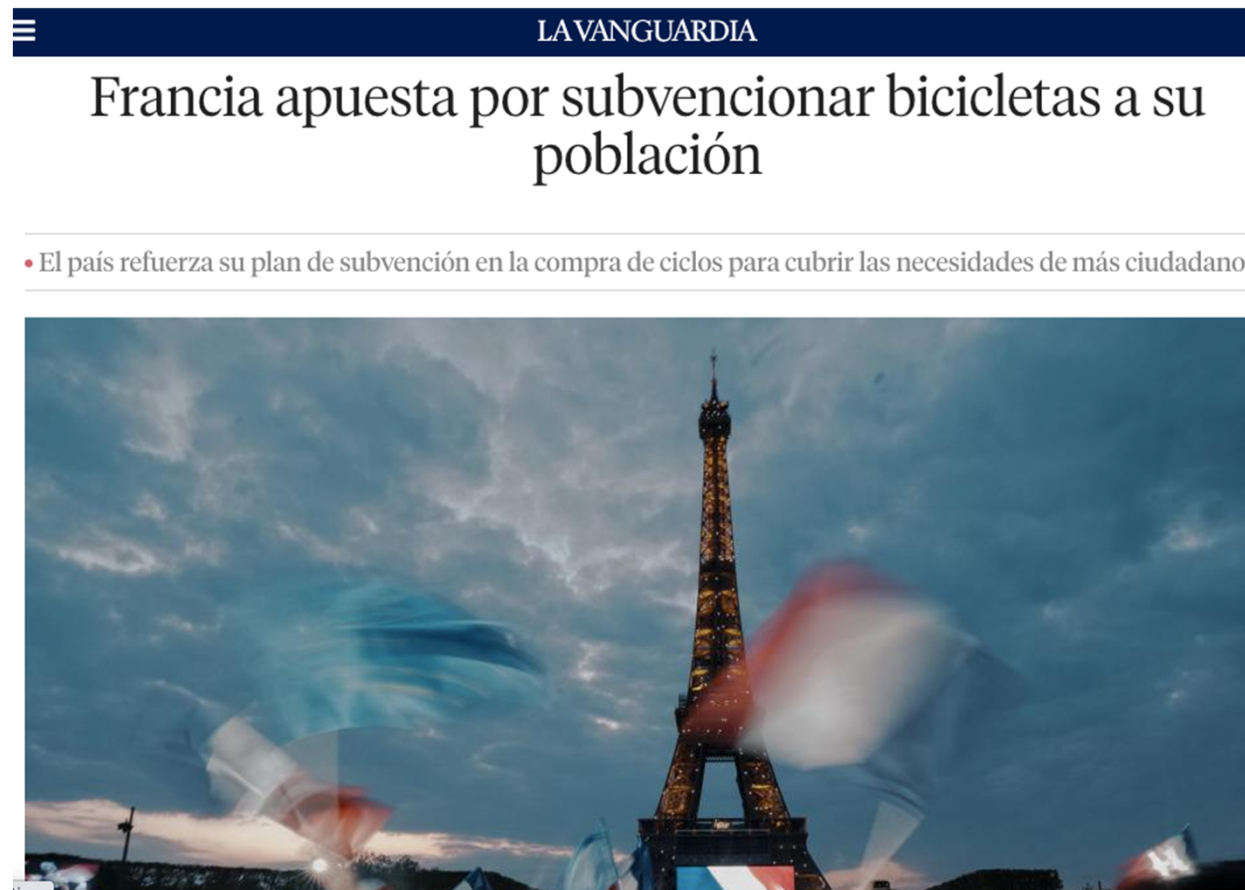 LA VANGUARDIA
Francia apuesta por subvencionar bicicletas a su
población
• El país refuerza su plan de subvención en la compra de ciclos para cubrir las necesidades de más ciudadano